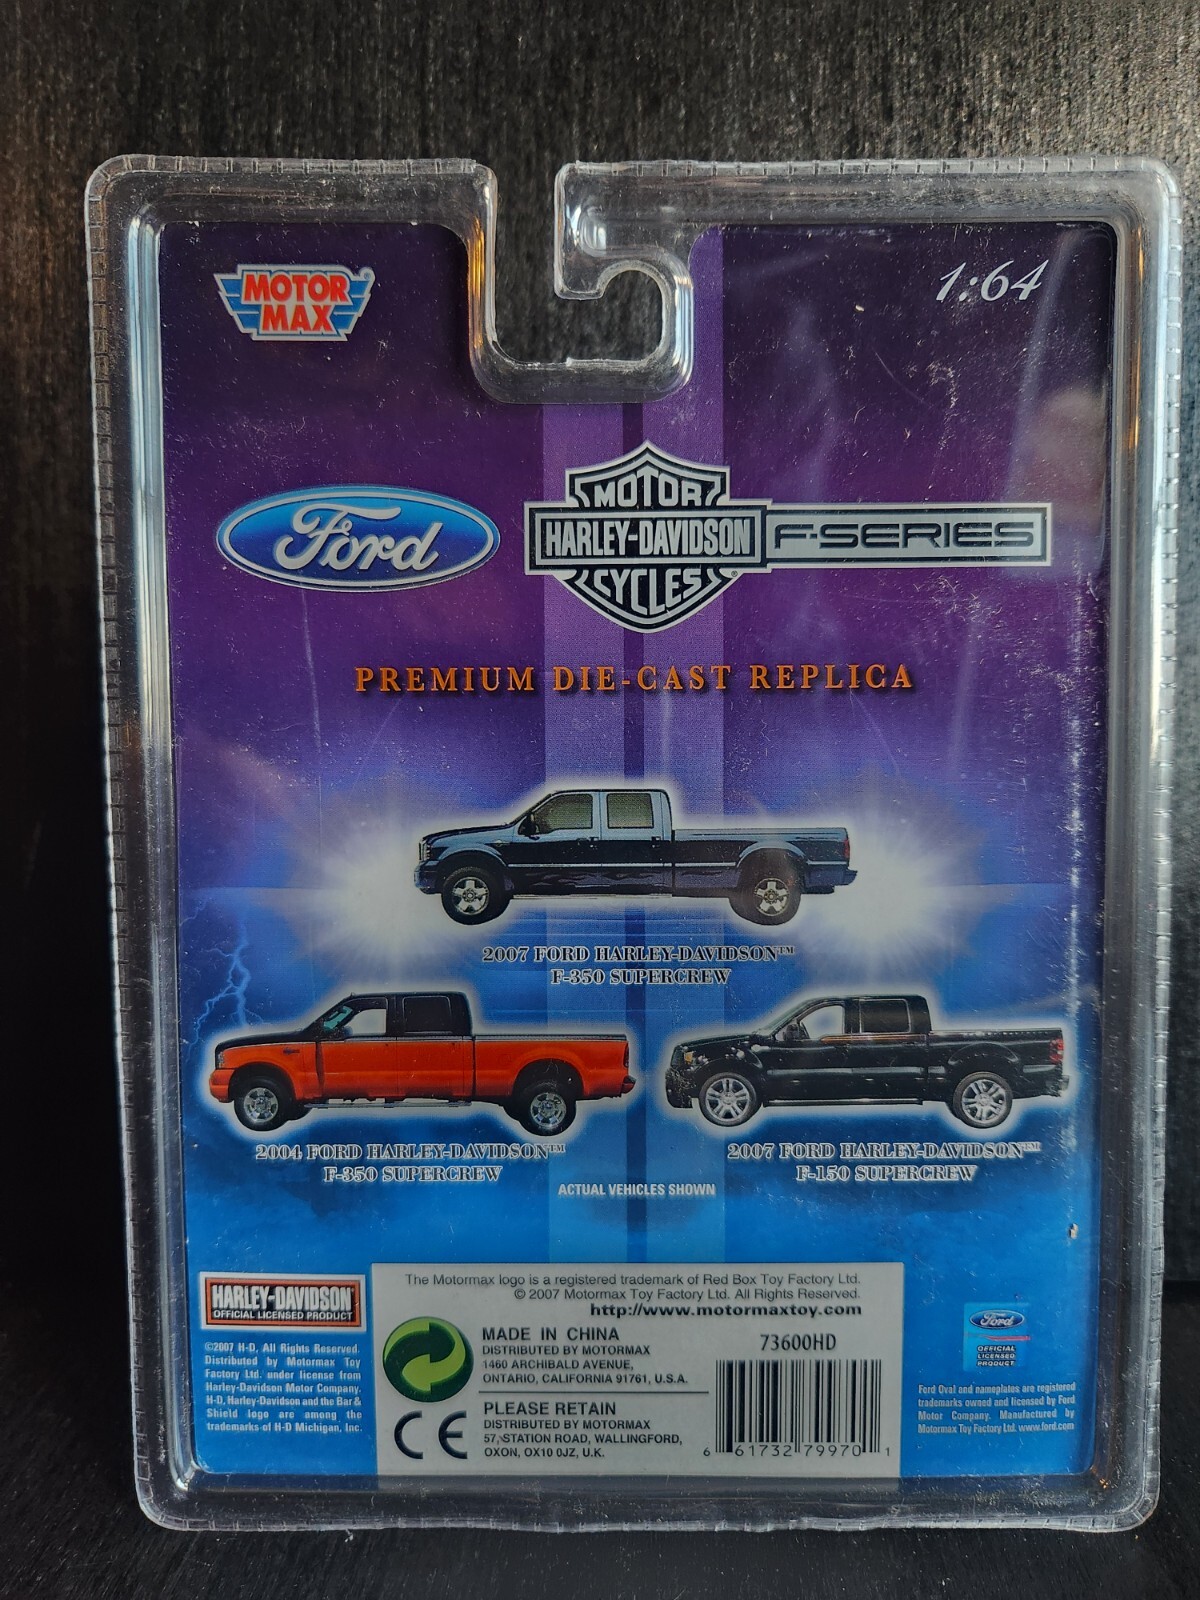 MOTOR
MAX®
1:64
Ford
MOTOR
HARLEY-DAVIDSON
CYCLES®
F-SERIES
PREMIUM DIE-CAST REPLICA
2007 FORD HARLEY-DAVIDSON™
F-350 SUPERCREW
2004 FORD HARLEY-DAVIDSON™
F-350 SUPERCREW
2007 FORD HARLEY-DAVIDSON™
F-150 SUPERCREW
ACTUAL VEHICLES SHOWN
HARLEY-DAVIDSON
OFFICIAL LICENSED PRODUCT
©2007 H-D, All Rights Reserved.
Distributed by Motormax Toy
Factory Ltd. under license from
Harley-Davidson Motor Company.
H-D, Harley-Davidson and the Bar &
Shield logo are among the
trademarks of H-D Michigan, Inc.
The Motormax logo is a registered trademark of Red Box Toy Factory Ltd.
© 2007 Motormax Toy Factory Ltd. All Rights Reserved.
http://www.motormaxtoy.com
MADE IN CHINA
DISTRIBUTED BY MOTORMAX
1460 ARCHIBALD AVENUE,
ONTARIO, CALIFORNIA 91761, U.S.A.
CE
PLEASE RETAIN
DISTRIBUTED BY MOTORMAX
57, STATION ROAD, WALLINGFORD,
OXON, OX10 0JZ, U.K.
73600HD
6 61732 79970 1
Ford
OFFICIAL
LICENSED
PRODUCT
Ford Oval and nameplates are registered
trademarks owned and licensed by Ford
Motor Company. Manufactured by
Motormax Toy Factory Ltd. www.ford.com